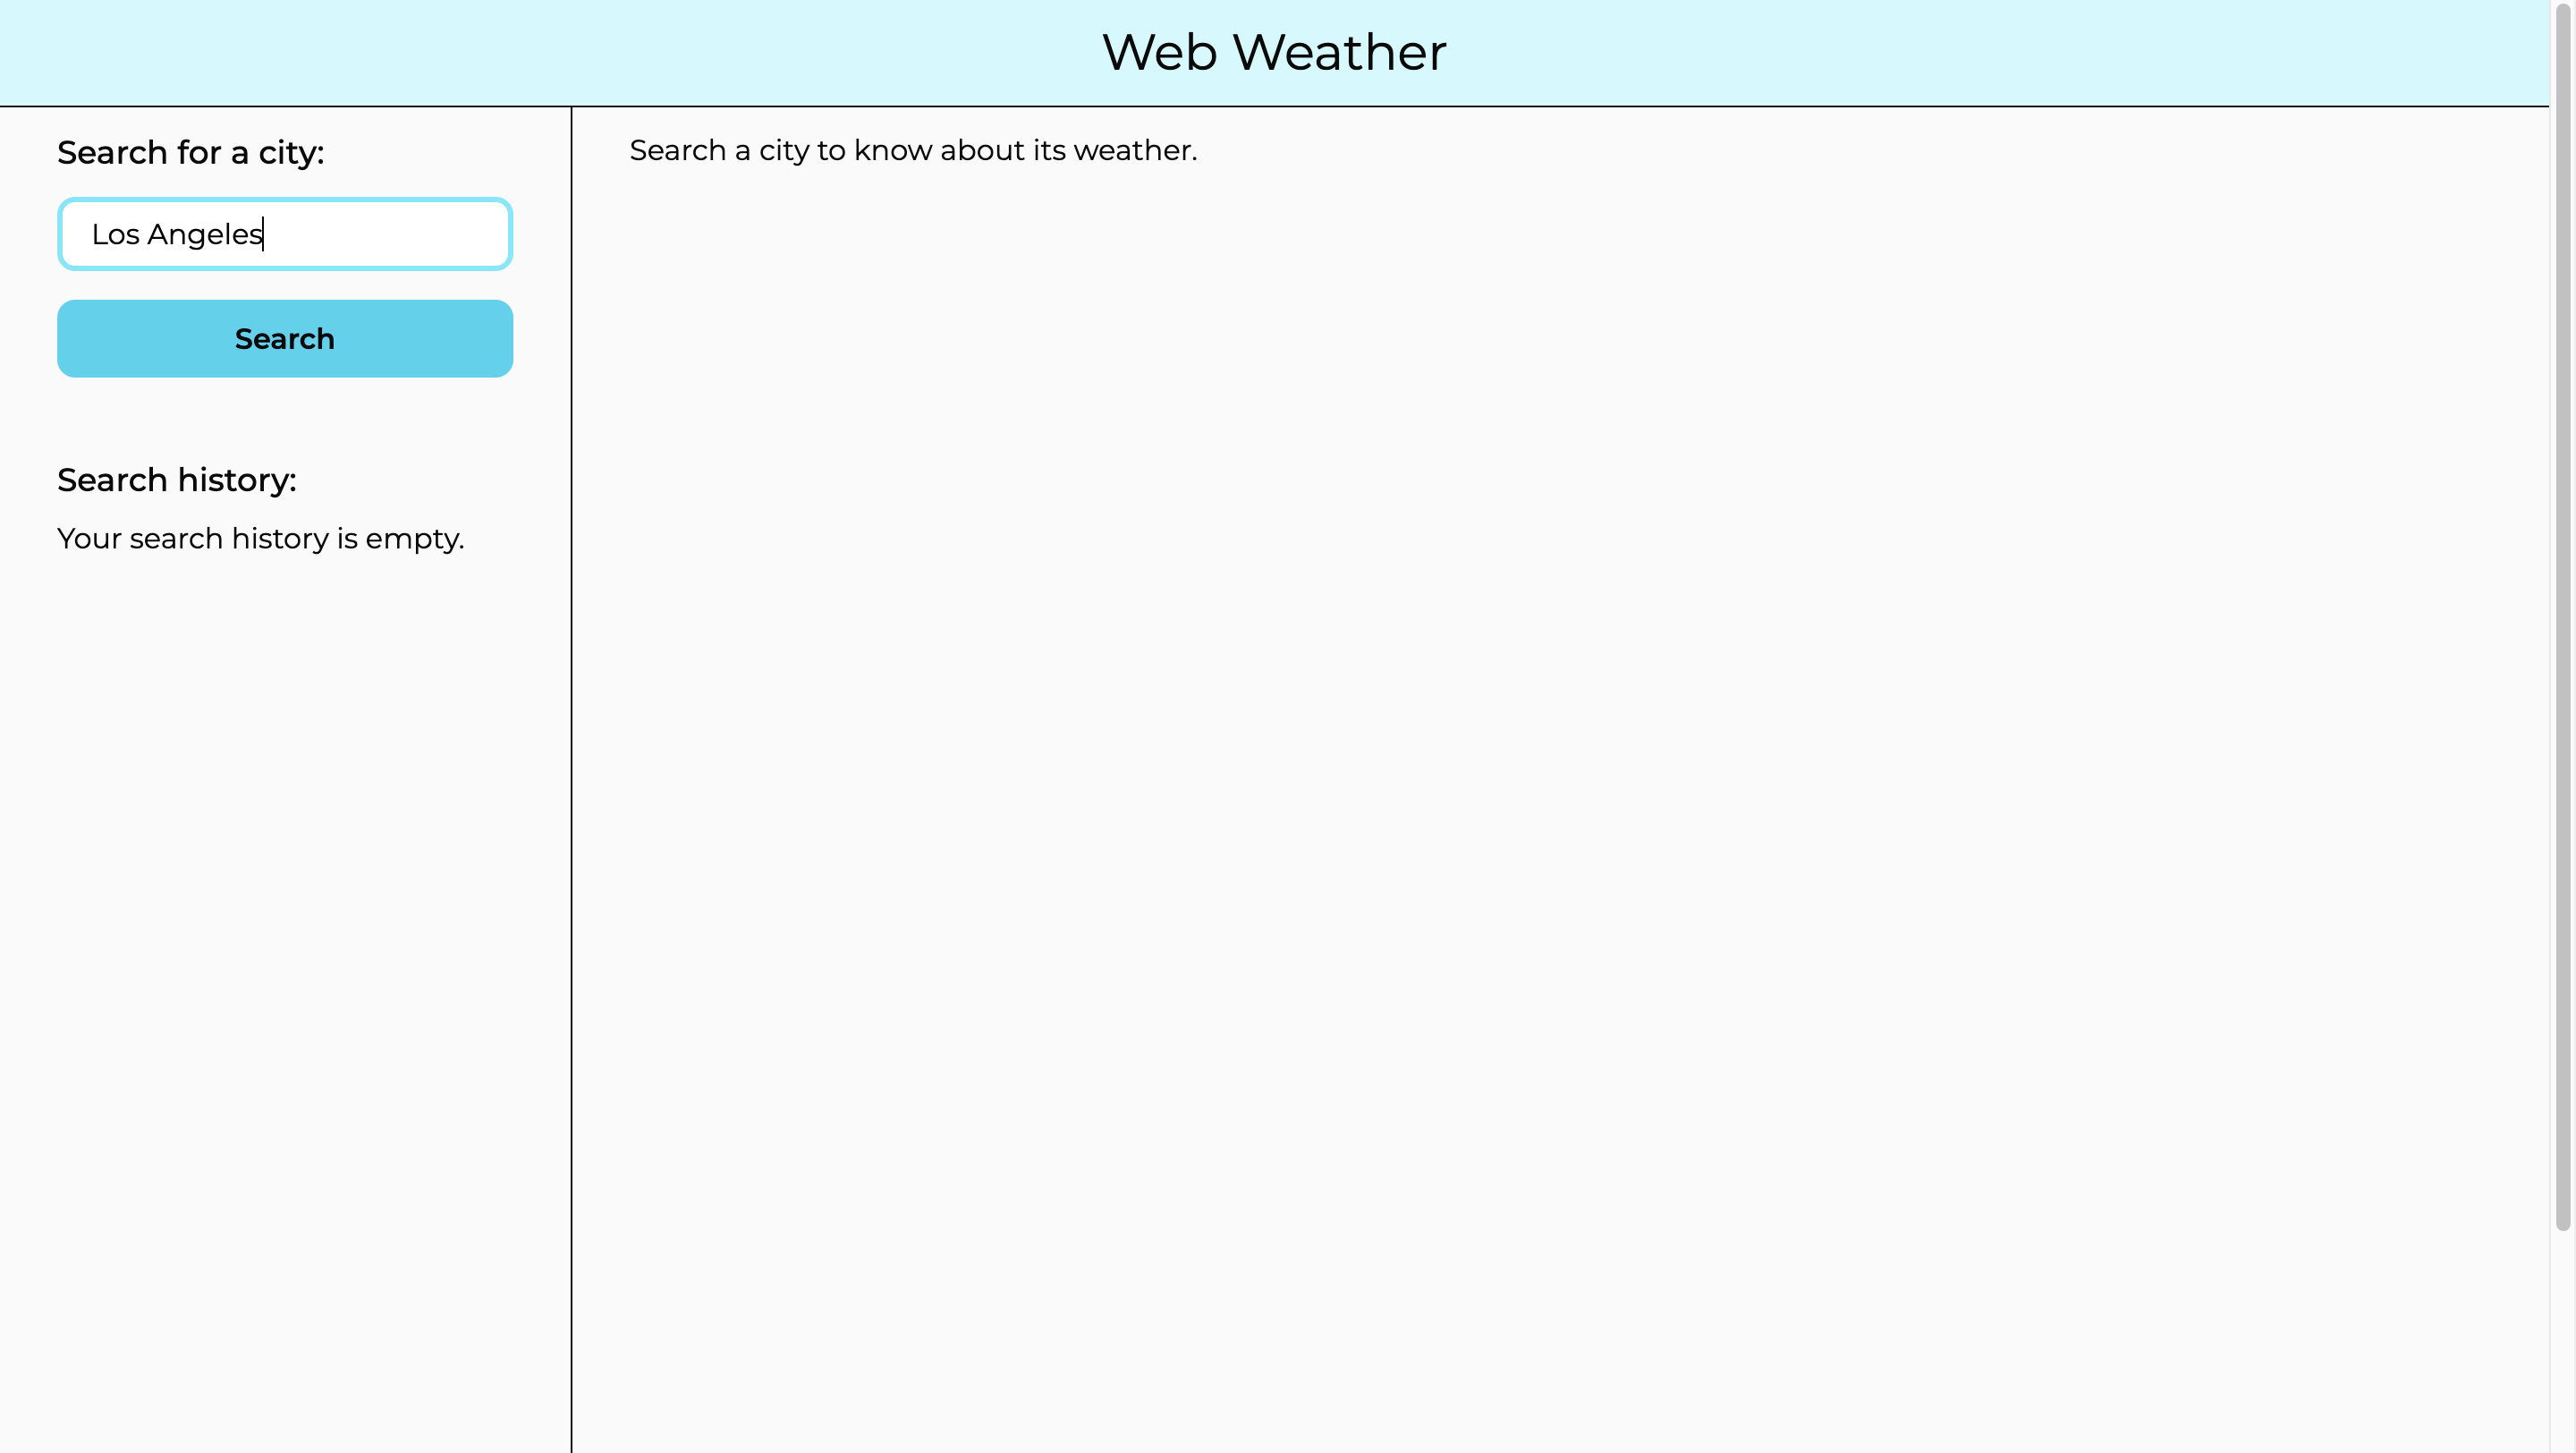 Web Weather
Search for a city:
Los Angeles
Search
Search history:
Your search history is empty.
Search a city to know about its weather.